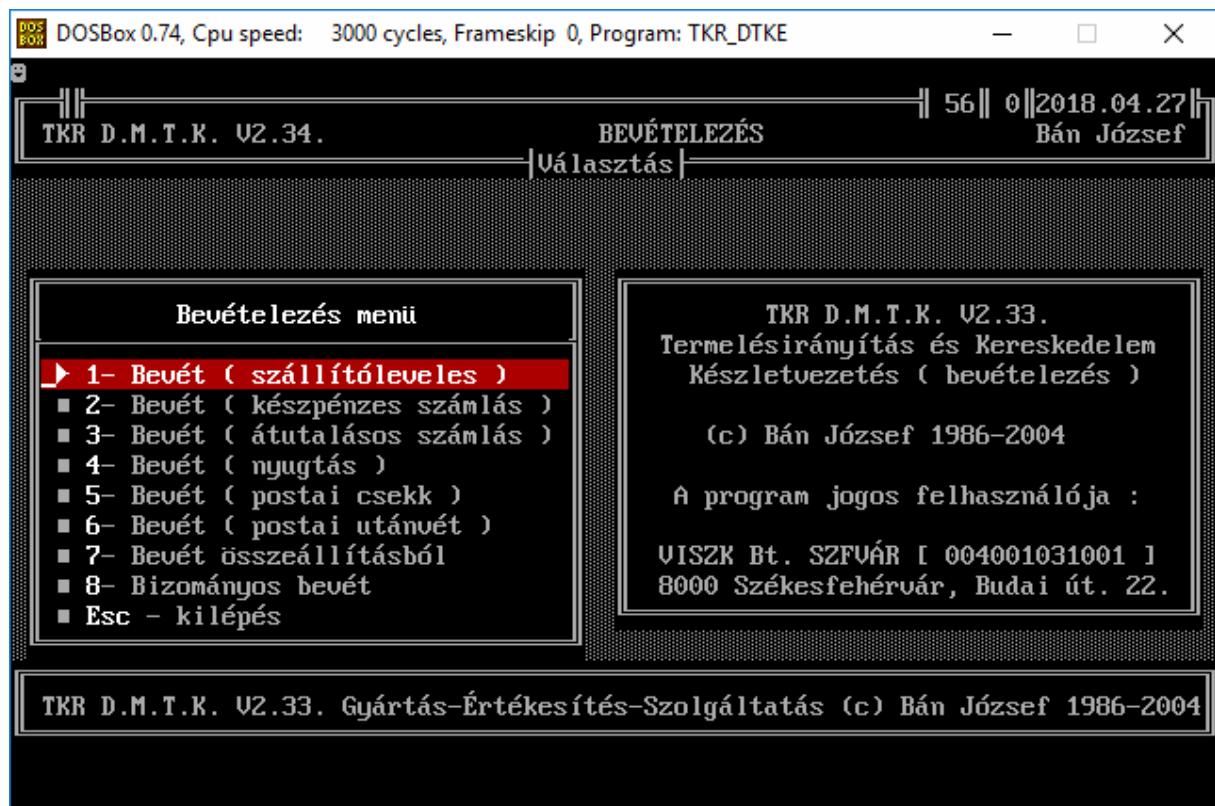 DOSBox 0.74, Cpu speed: 3000 cycles, Frameskip 0, Program: TKR_DTKE
56 0 2018.04.27
TKR D.M.T.K. V2.34. BEVÉTELEZÉS Bán József
Választás
Bevételezés menü
1- Bevét ( szállítóleveles )
2- Bevét ( készpénzes számlás )
3- Bevét ( átutalásos számlás )
4- Bevét ( nyugtás )
5- Bevét ( postai csekk )
6- Bevét ( postai utánvét )
7- Bevét összeállításból
8- Bizományos bevét
Esc - kilépés
TKR D.M.T.K. V2.33.
Termelésirányítás és Kereskedelem
Készletvezetés ( bevételezés )
(c) Bán József 1986-2004
A program jogos felhasználója :
VISZK Bt. SZFVÁR [ 004001031001 ]
8000 Székesfehérvár, Budai út. 22.
TKR D.M.T.K. V2.33. Gyártás-Értékesítés-Szolgáltatás (c) Bán József 1986-2004